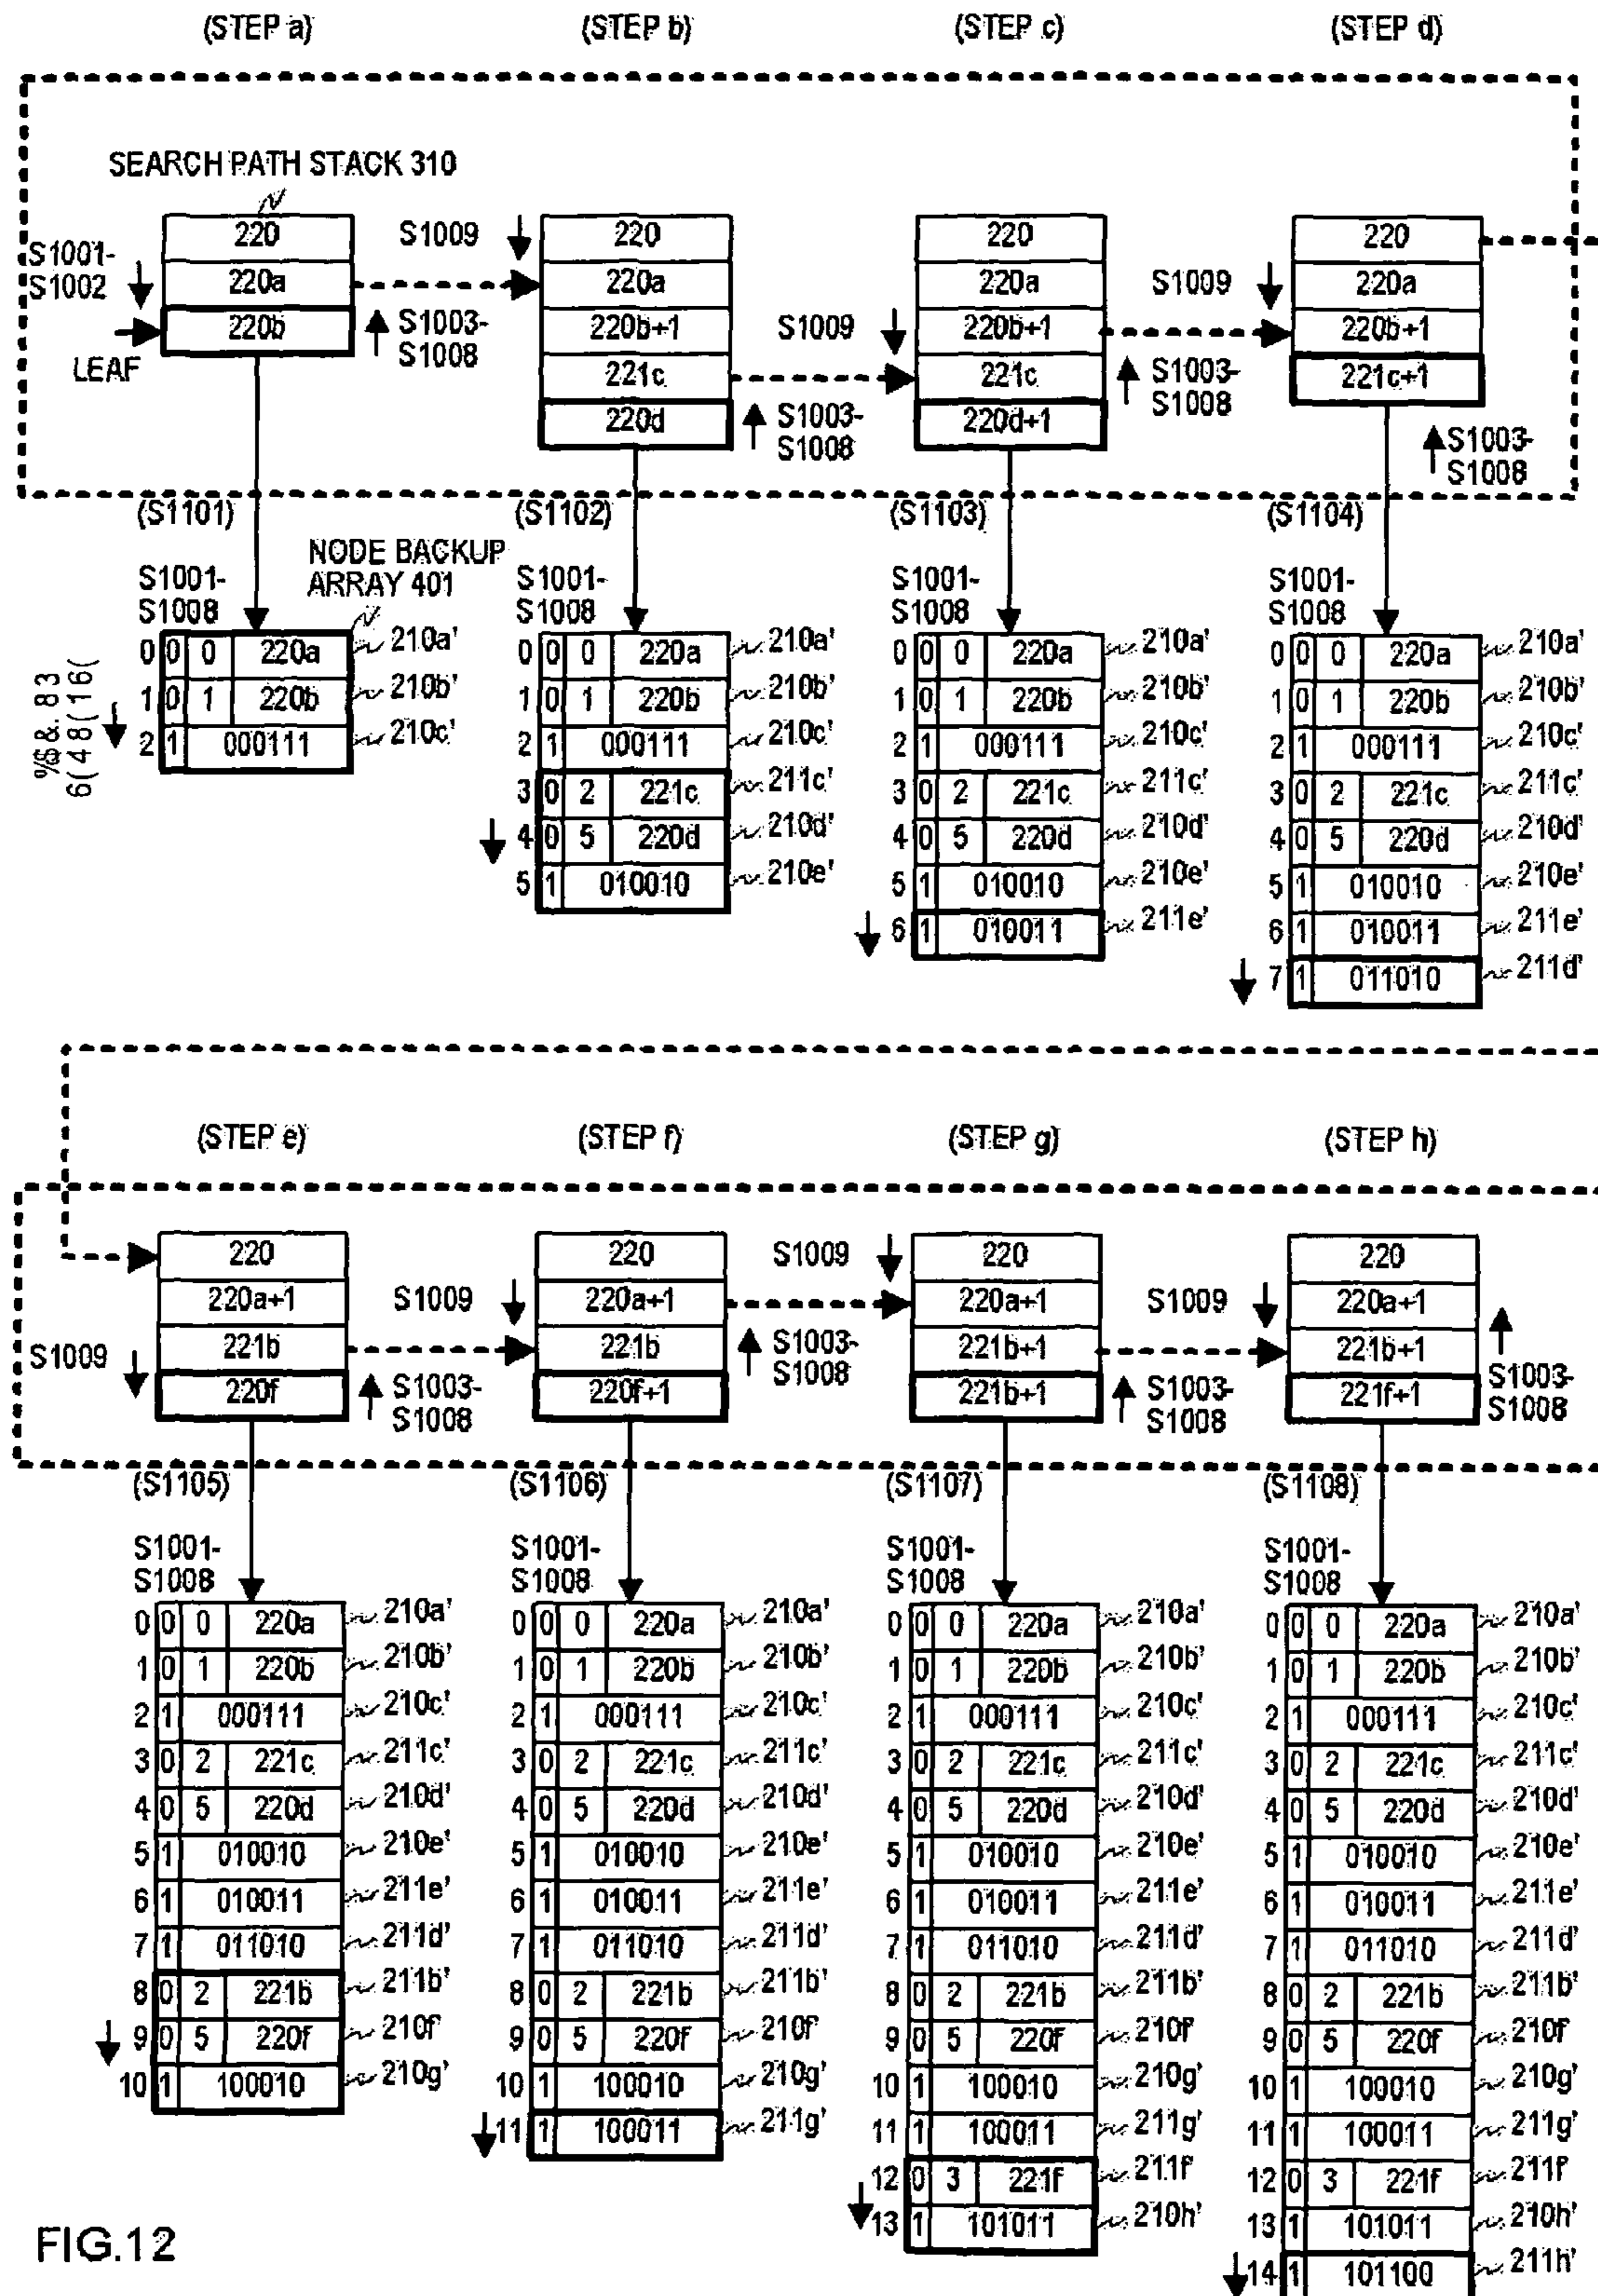 (STEP a) (STEP b) (STEP c) (STEP d)
SEARCH PATH STACK 310
S1001-
S1002
LEAF
220
220a
220b
S1003-
S1008
S1009
220
220a
220b+1
221c
220d
S1003-
S1008
S1009
220
220a
220b+1
221c
220d+1
S1003-
S1008
S1009
220
220a
220b+1
221c+1
S1003-
S1008
(S1101) (S1102) (S1103) (S1104)
NODE BACKUP
ARRAY 401
%$&. 83
6( 48( 16(
S1001-
S1008
0 0 0 220a 210a'
1 0 1 220b 210b'
2 1 000111 210c'
S1001-
S1008
0 0 0 220a 210a'
1 0 1 220b 210b'
2 1 000111 210c'
3 0 2 221c 211c'
4 0 5 220d 210d'
5 1 010010 210e'
S1001-
S1008
0 0 0 220a 210a'
1 0 1 220b 210b'
2 1 000111 210c'
3 0 2 221c 211c'
4 0 5 220d 210d'
5 1 010010 210e'
6 1 010011 211e'
S1001-
S1008
0 0 0 220a 210a'
1 0 1 220b 210b'
2 1 000111 210c'
3 0 2 221c 211c'
4 0 5 220d 210d'
5 1 010010 210e'
6 1 010011 211e'
7 1 011010 211d'
(STEP e) (STEP f) (STEP g) (STEP h)
S1009
220
220a+1
221b
220f
S1003-
S1008
S1009
220
220a+1
221b
220f+1
S1003-
S1008
S1009
220
220a+1
221b+1
221b+1
S1003-
S1008
S1009
220
220a+1
221b+1
221f+1
S1003-
S1008
(S1105) (S1106) (S1107) (S1108)
S1001-
S1008
0 0 0 220a 210a'
1 0 1 220b 210b'
2 1 000111 210c'
3 0 2 221c 211c'
4 0 5 220d 210d'
5 1 010010 210e'
6 1 010011 211e'
7 1 011010 211d'
8 0 2 221b 211b'
9 0 5 220f 210f'
10 1 100010 210g'
S1001-
S1008
0 0 0 220a 210a'
1 0 1 220b 210b'
2 1 000111 210c'
3 0 2 221c 211c'
4 0 5 220d 210d'
5 1 010010 210e'
6 1 010011 211e'
7 1 011010 211d'
8 0 2 221b 211b'
9 0 5 220f 210f'
10 1 100010 210g'
11 1 100011 211g'
S1001-
S1008
0 0 0 220a 210a'
1 0 1 220b 210b'
2 1 000111 210c'
3 0 2 221c 211c'
4 0 5 220d 210d'
5 1 010010 210e'
6 1 010011 211e'
7 1 011010 211d'
8 0 2 221b 211b'
9 0 5 220f 210f'
10 1 100010 210g'
11 1 100011 211g'
12 0 3 221f 211f'
13 1 101011 210h'
S1001-
S1008
0 0 0 220a 210a'
1 0 1 220b 210b'
2 1 000111 210c'
3 0 2 221c 211c'
4 0 5 220d 210d'
5 1 010010 210e'
6 1 010011 211e'
7 1 011010 211d'
8 0 2 221b 211b'
9 0 5 220f 210f'
10 1 100010 210g'
11 1 100011 211g'
12 0 3 221f 211f'
13 1 101011 210h'
14 1 101100 211h'
FIG.12